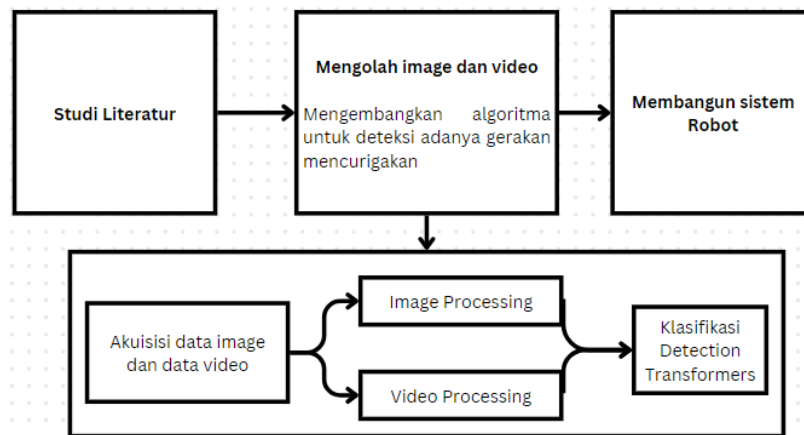 Studi Literatur
Mengolah image dan video
Mengembangkan algoritma
untuk deteksi adanya gerakan
mencurigakan
Membangun sistem
Robot
Akuisisi data image
dan data video
Image Processing
Video Processing
Klasifikasi
Detection
Transformers